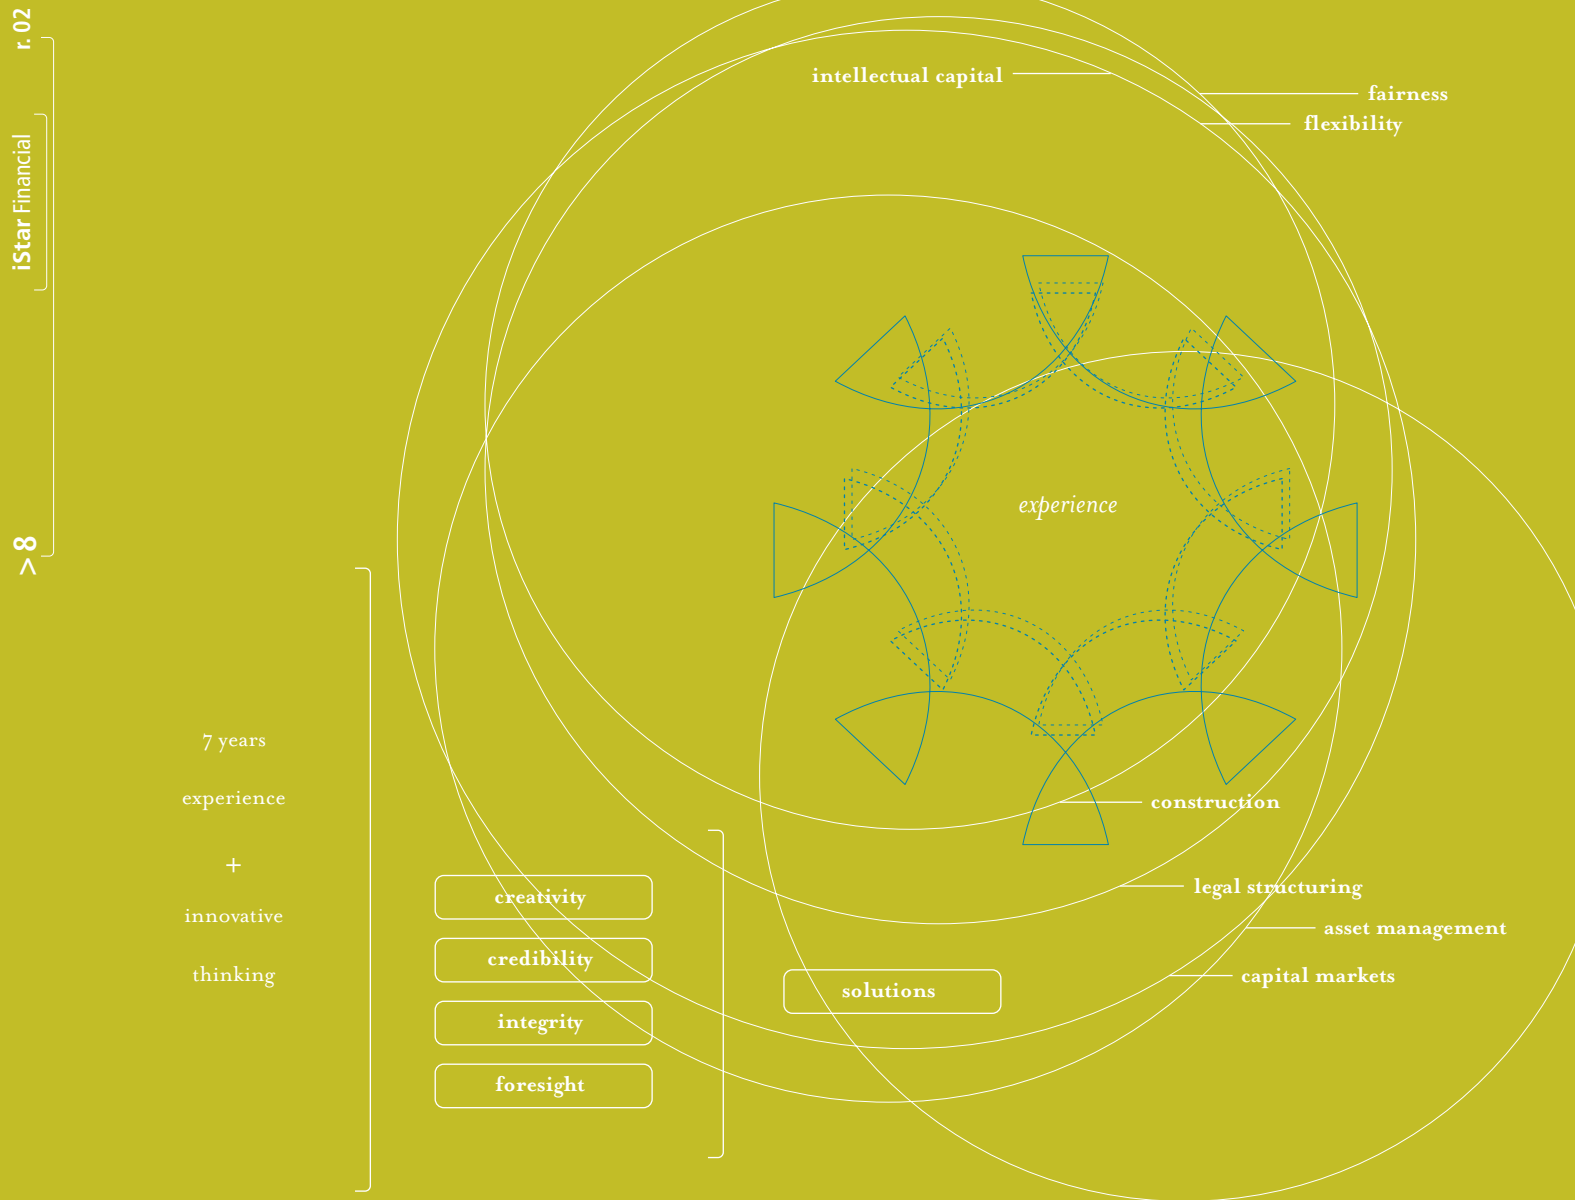 r. 02
iStar Financial
> 8
intellectual capital
fairness
flexibility
experience
7 years
experience
+
innovative
thinking
creativity
credibility
integrity
foresight
solutions
construction
legal structuring
asset management
capital markets